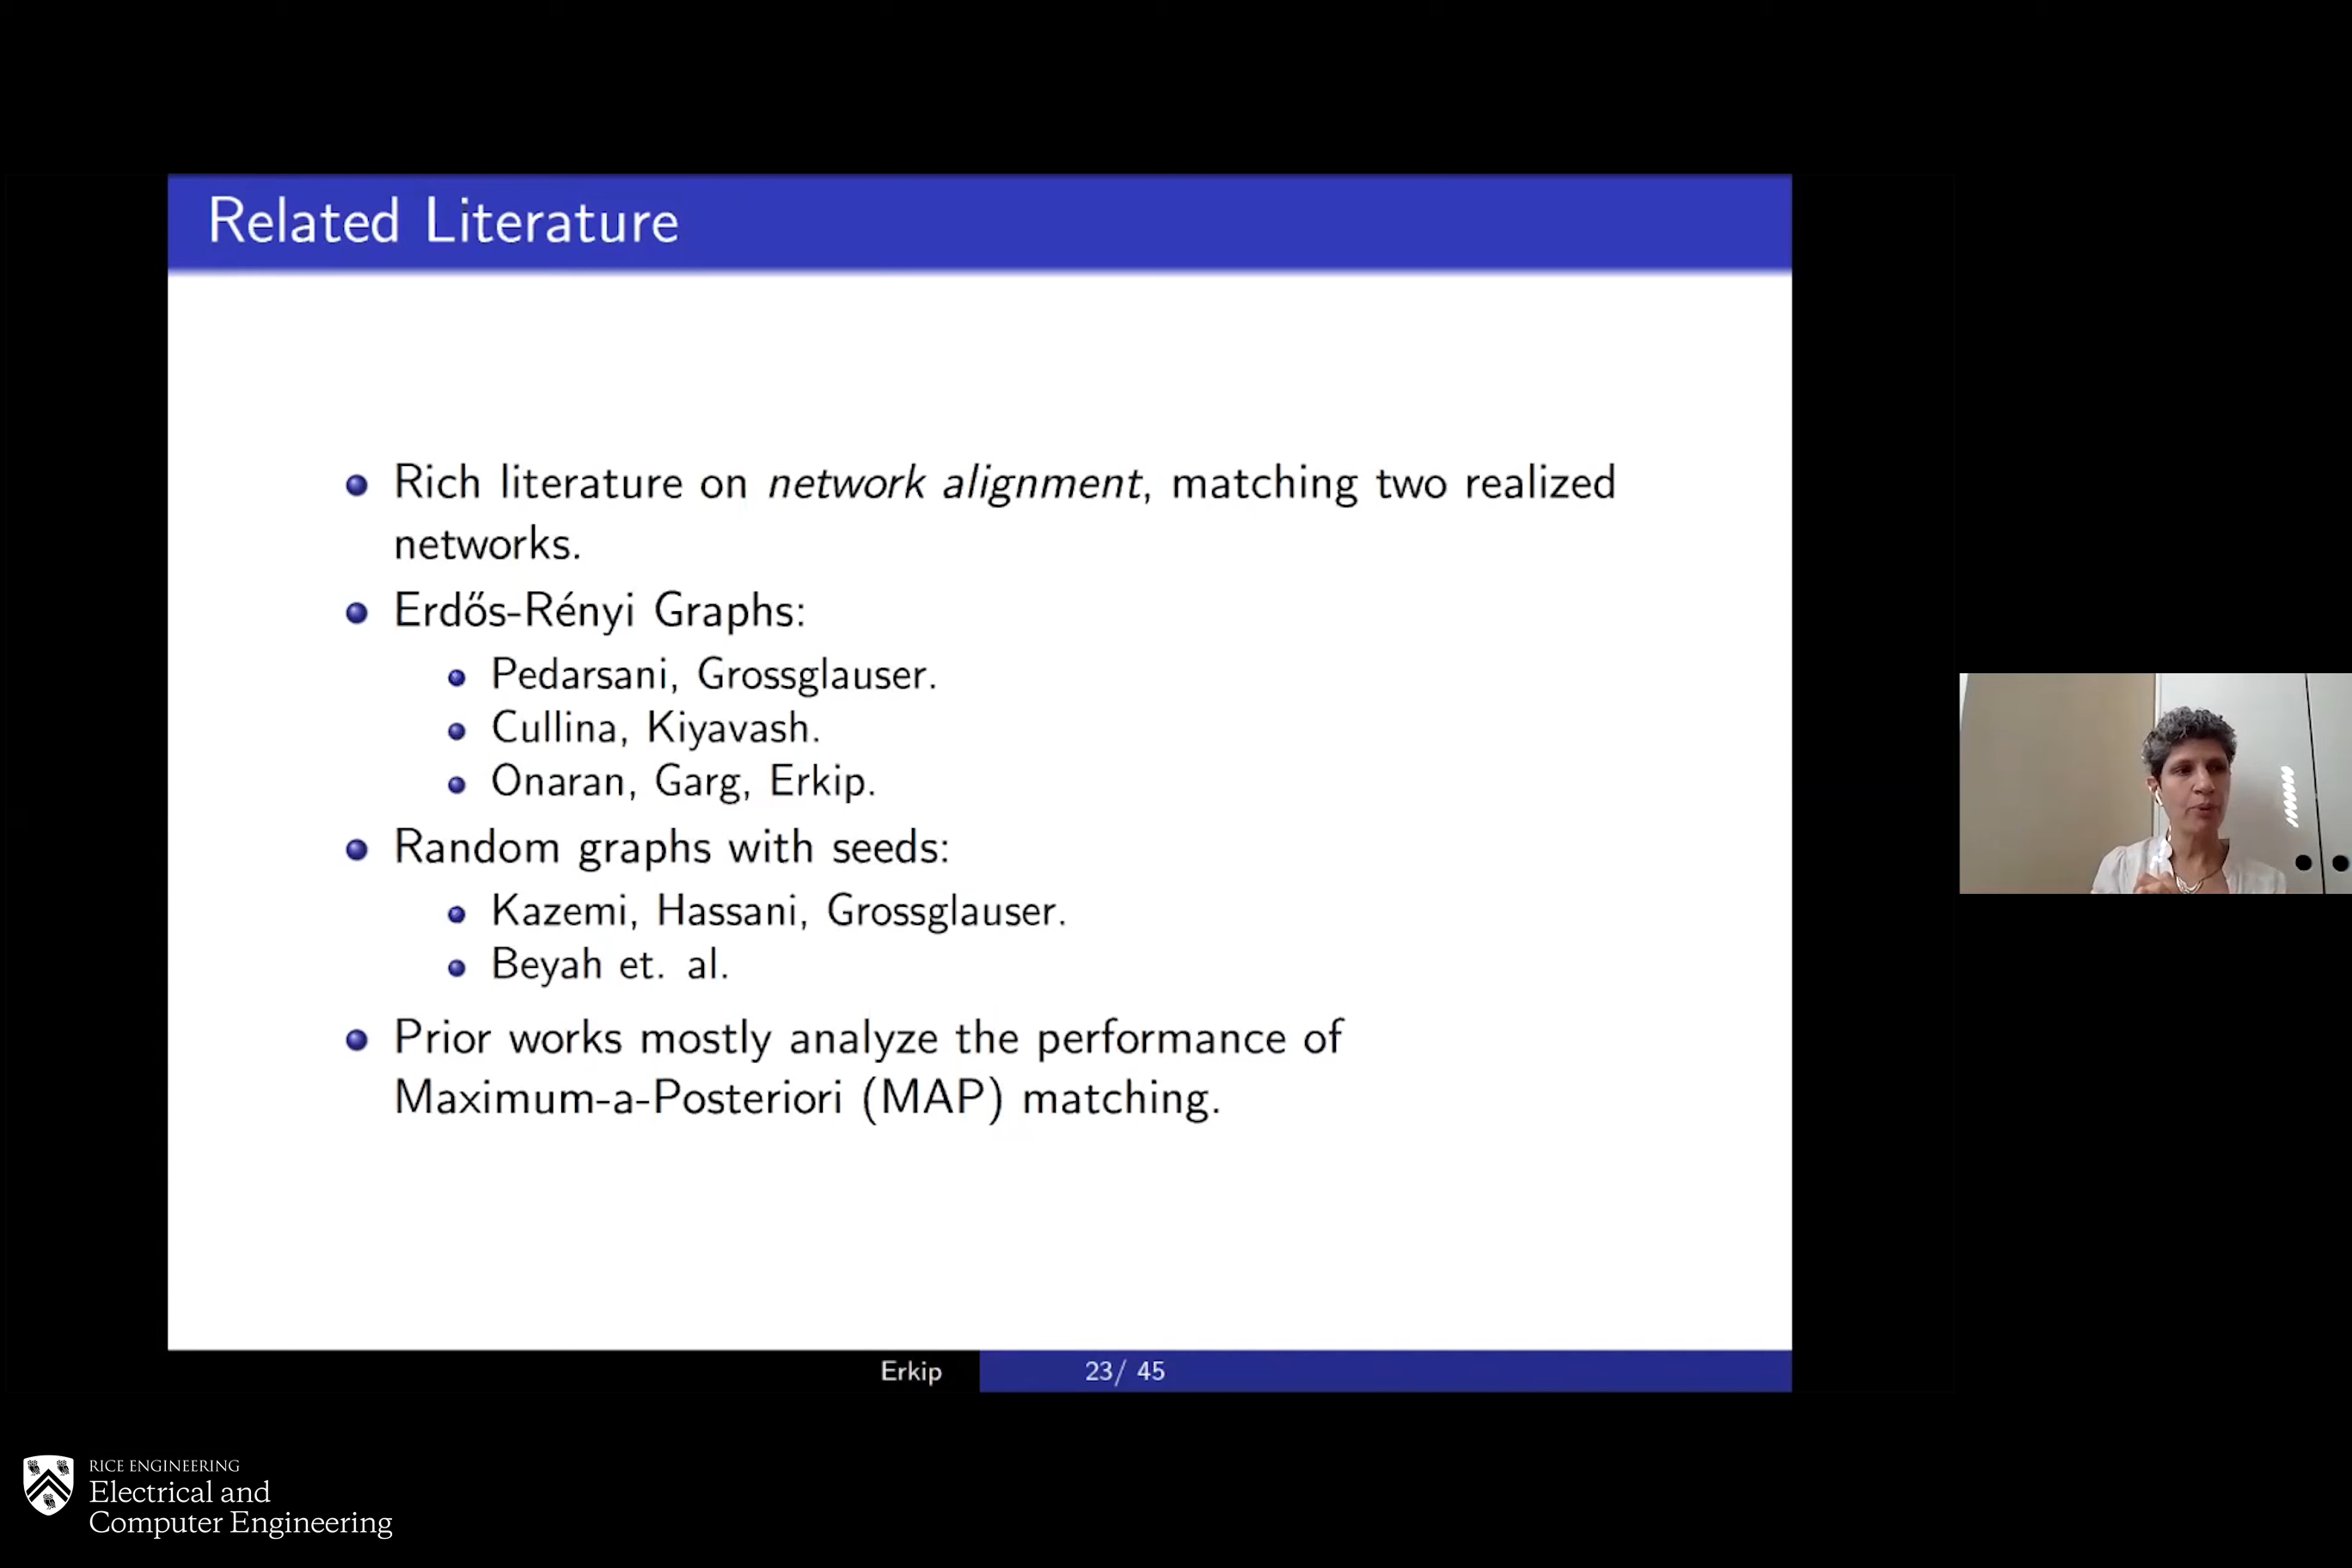 Related Literature
Rich literature on network alignment, matching two realized
networks.
Erdős-Rényi Graphs:
Pedarsani, Grossglauser.
Cullina, Kiyavash.
Onaran, Garg, Erkip.
Random graphs with seeds:
Kazemi, Hassani, Grossglauser.
Beyah et. al.
Prior works mostly analyze the performance of
Maximum-a-Posteriori (MAP) matching.
Erkip 23/ 45
RICE ENGINEERING
Electrical and
Computer Engineering